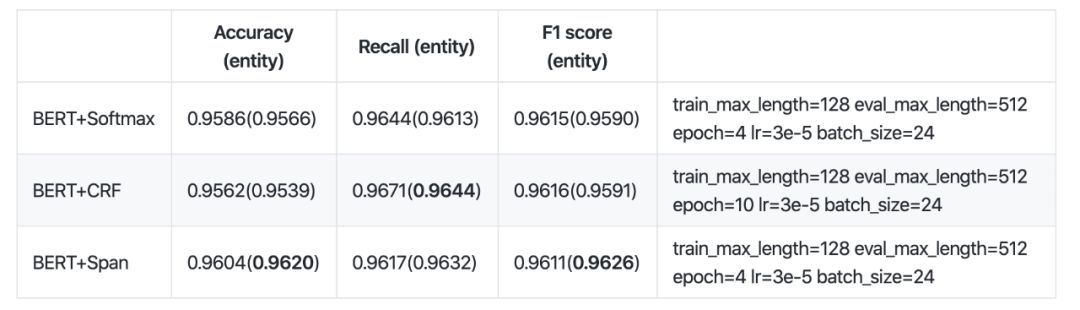 Accuracy (entity) Recall (entity) F1 score (entity)
BERT+Softmax 0.9586(0.9566) 0.9644(0.9613) 0.9615(0.9590) train_max_length=128 eval_max_length=512
epoch=4 lr=3e-5 batch_size=24
BERT+CRF 0.9562(0.9539) 0.9671(0.9644) 0.9616(0.9591) train_max_length=128 eval_max_length=512
epoch=10 lr=3e-5 batch_size=24
BERT+Span 0.9604(0.9620) 0.9617(0.9632) 0.9611(0.9626) train_max_length=128 eval_max_length=512
epoch=4 lr=3e-5 batch_size=24